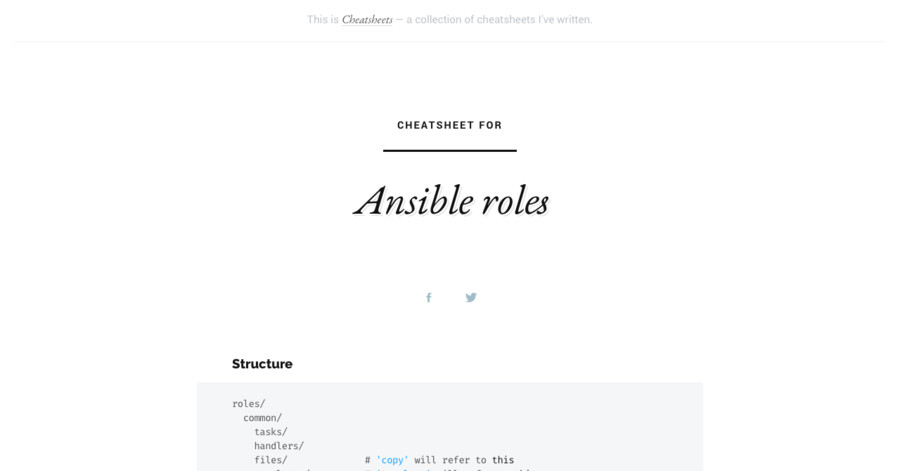 This is Cheatsheets — a collection of cheatsheets I've written.
CHEATSHEET FOR
Ansible roles
Structure
roles/
common/
tasks/
handlers/
files/ # 'copy' will refer to this